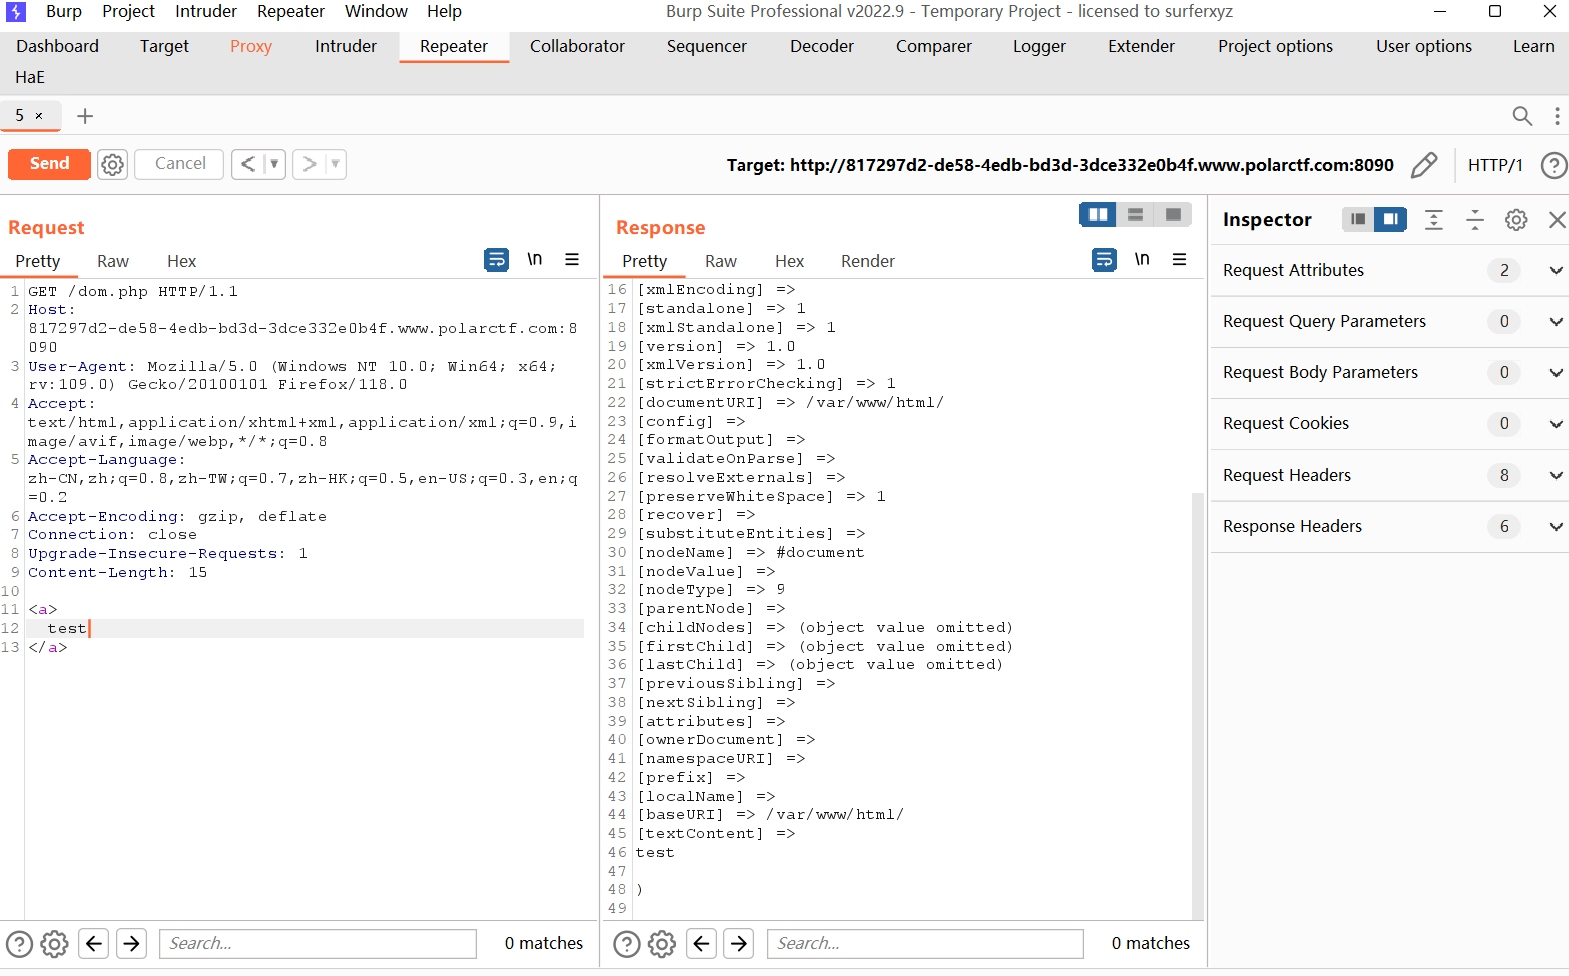 Burp Project Intruder Repeater Window Help Burp Suite Professional v2022.9 - Temporary Project - licensed to surferxyz
Dashboard Target Proxy Intruder Repeater Collaborator Sequencer Decoder Comparer Logger Extender Project options User options Learn
HaE
5 ×
Send Cancel Target: http://817297d2-de58-4edb-bd3d-3dce332e0b4f.www.polarctf.com:8090 HTTP/1
Request
Pretty Raw Hex \n
1 GET /dom.php HTTP/1.1
2 Host:
817297d2-de58-4edb-bd3d-3dce332e0b4f.www.polarctf.com:8
090
3 User-Agent: Mozilla/5.0 (Windows NT 10.0; Win64; x64;
rv:109.0) Gecko/20100101 Firefox/118.0
4 Accept:
text/html,application/xhtml+xml,application/xml;q=0.9,i
mage/avif,image/webp,*/*;q=0.8
5 Accept-Language:
zh-CN,zh;q=0.8,zh-TW;q=0.7,zh-HK;q=0.5,en-US;q=0.3,en;q
=0.2
6 Accept-Encoding: gzip, deflate
7 Connection: close
8 Upgrade-Insecure-Requests: 1
9 Content-Length: 15
10
11 <a>
12 test
13 </a>
Search... 0 matches
Response
Pretty Raw Hex Render \n
16 [xmlEncoding] =>
17 [standalone] => 1
18 [xmlStandalone] => 1
19 [version] => 1.0
20 [xmlVersion] => 1.0
21 [strictErrorChecking] => 1
22 [documentURI] => /var/www/html/
23 [config] =>
24 [formatOutput] =>
25 [validateOnParse] =>
26 [resolveExternals] =>
27 [preserveWhiteSpace] => 1
28 [recover] =>
29 [substituteEntities] =>
30 [nodeName] => #document
31 [nodeValue] =>
32 [nodeType] => 9
33 [parentNode] =>
34 [childNodes] => (object value omitted)
35 [firstChild] => (object value omitted)
36 [lastChild] => (object value omitted)
37 [previousSibling] =>
38 [nextSibling] =>
39 [attributes] =>
40 [ownerDocument] =>
41 [namespaceURI] =>
42 [prefix] =>
43 [localName] =>
44 [baseURI] => /var/www/html/
45 [textContent] =>
46 test
47
48 )
49
Search... 0 matches
Inspector
Request Attributes 2
Request Query Parameters 0
Request Body Parameters 0
Request Cookies 0
Request Headers 8
Response Headers 6